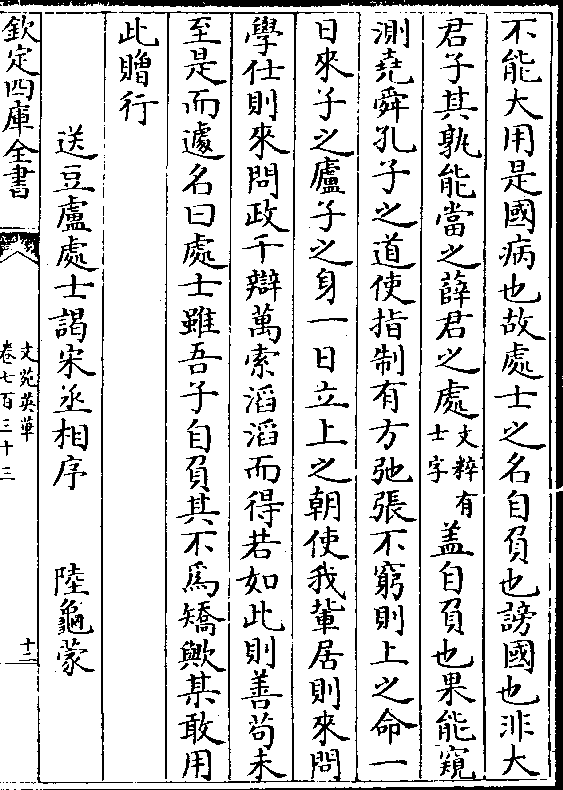 不能大用是國病也故處士之名自負也謗國也非大
君子其孰能當之薛君之處文粹有士字蓋自負也果能窺
測堯舜孔子之道使指制有方弛張不窮則上之命一
日來子之廬子之身一日立上之朝使我輩居則來問
學仕則來問政千辯萬索滔滔而得若如此則善苟未
至是而遽名曰處士雖吾子自負其不為矯歟某敢用
此贈行
送豆盧處士謁宋丞相序 陸龜蒙
欽定四庫全書
文苑英華
卷七百三十三
十二